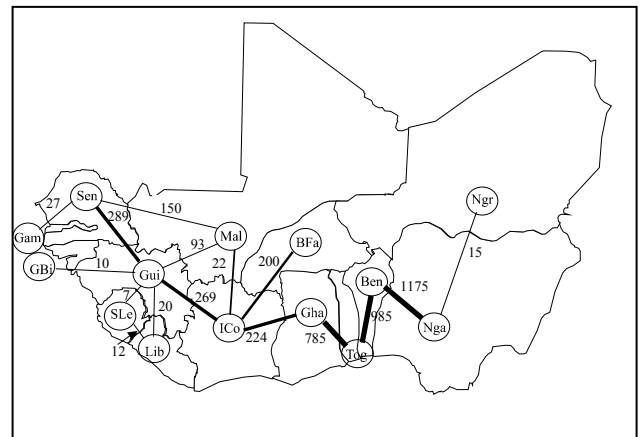 Ngr
27
Sen
289
150
Gam
Mal
BFa
15
GBi
10
93
Gui
22
200
Ben
1175
7
20
269
SLe
Gha
985
ICo
224
785
Nga
12
Lib
Tog